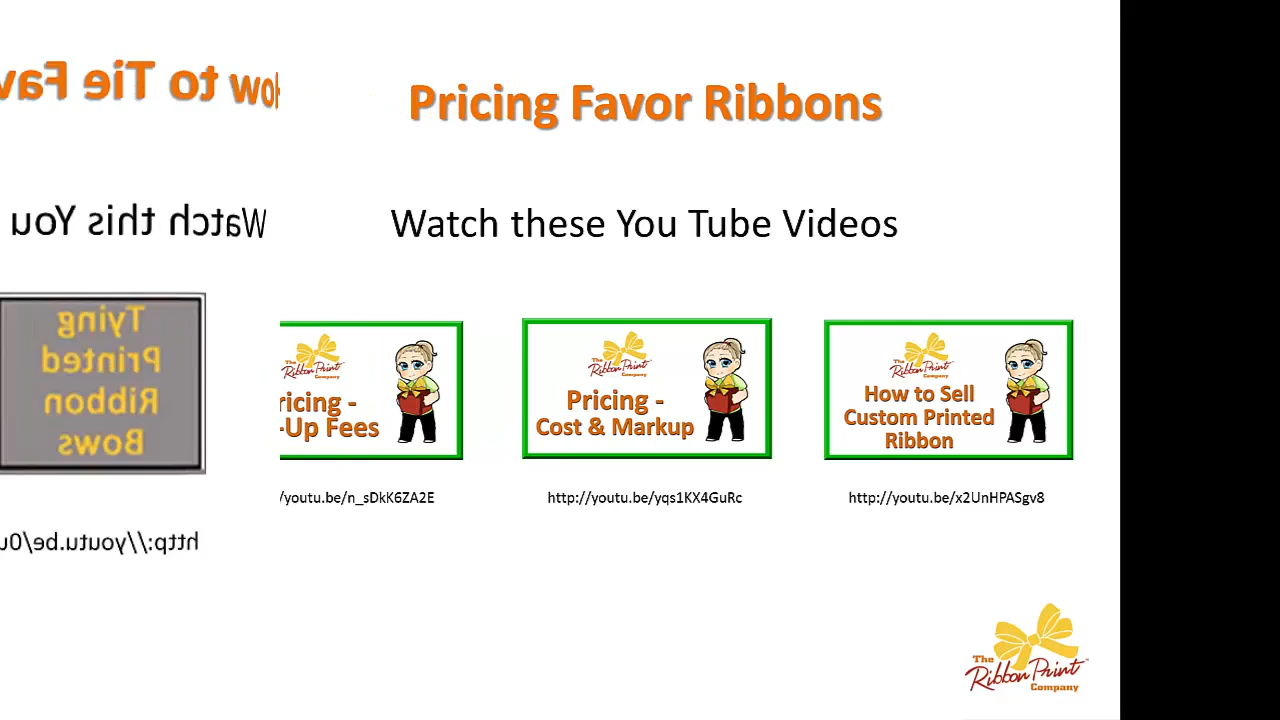 How to Tie Fav
Watch this You
Tying
Printed
Ribbon
Bows
http://youtu.be/0u
Pricing Favor Ribbons
Watch these You Tube Videos
The
Ribbon Print
Company
ricing -
-Up Fees
/youtu.be/n_sDkK6ZA2E
The
Ribbon Print
Company
Pricing -
Cost & Markup
http://youtu.be/yqs1KX4GuRc
The
Ribbon Print
Company
How to Sell
Custom Printed
Ribbon
http://youtu.be/x2UnHPASgv8
The
Ribbon Print
Company